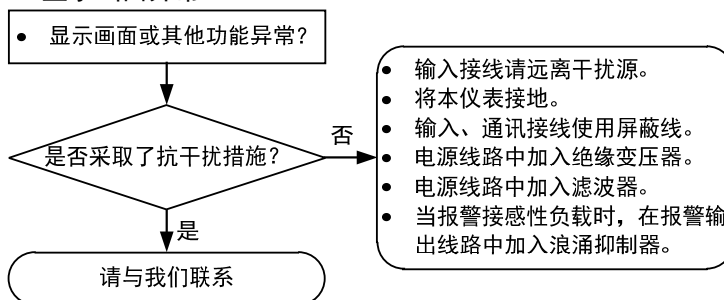 • 显示画面或其他功能异常？
是否采取了抗干扰措施？
否
• 输入接线请远离干扰源。
• 将本仪表接地。
• 输入、通讯接线使用屏蔽线。
• 电源线路中加入绝缘变压器。
• 电源线路中加入滤波器。
• 当报警接感性负载时，在报警输
出线路中加入浪涌抑制器。
是
请与我们联系